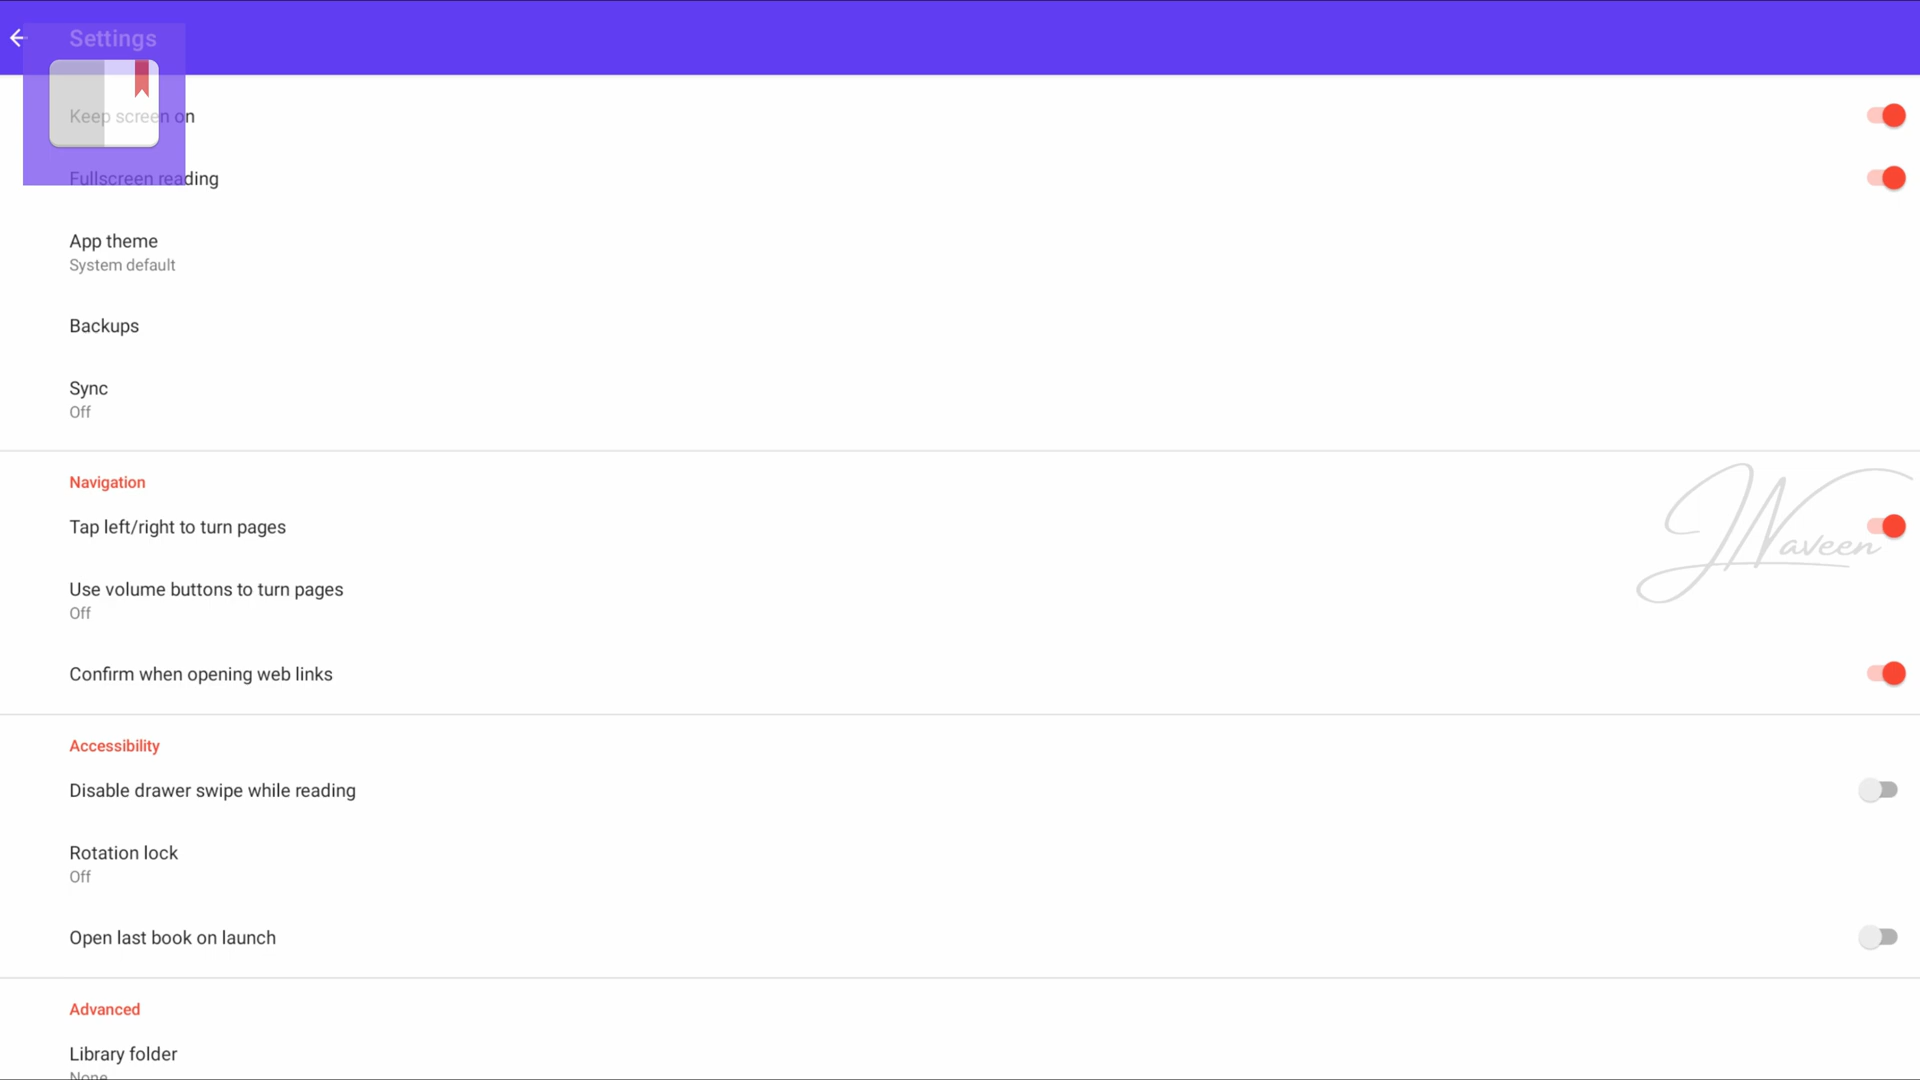 Settings
Keep screen on
Fullscreen reading
App theme
System default
Backups
Sync
Off
Navigation
Tap left/right to turn pages
JNaveen
Use volume buttons to turn pages
Off
Confirm when opening web links
Accessibility
Disable drawer swipe while reading
Rotation lock
Off
Open last book on launch
Advanced
Library folder
None